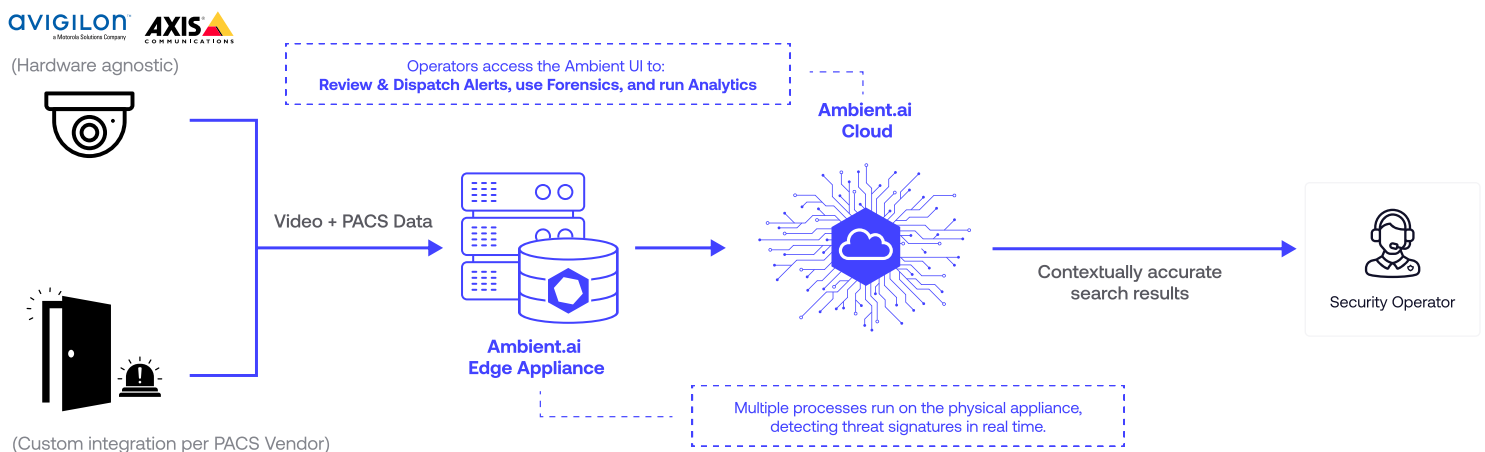 avigilon™
a Motorola Solutions Company
AXIS®
COMMUNICATIONS
(Hardware agnostic)
Operators access the Ambient UI to:
Review & Dispatch Alerts, use Forensics, and run Analytics
Ambient.ai
Cloud
Video + PACS Data
Contextually accurate
search results
Security Operator
Ambient.ai
Edge Appliance
Multiple processes run on the physical appliance,
detecting threat signatures in real time.
(Custom integration per PACS Vendor)